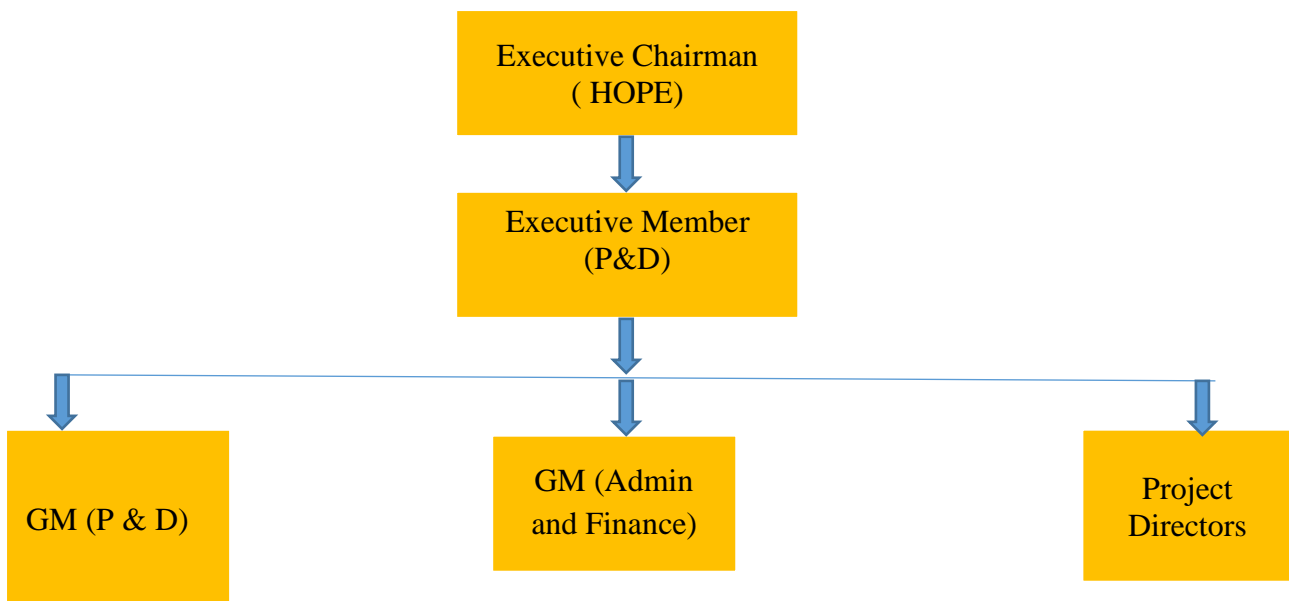 Executive Chairman
( HOPE)
Executive Member
(P&D)
GM (P & D)
GM (Admin
and Finance)
Project
Directors